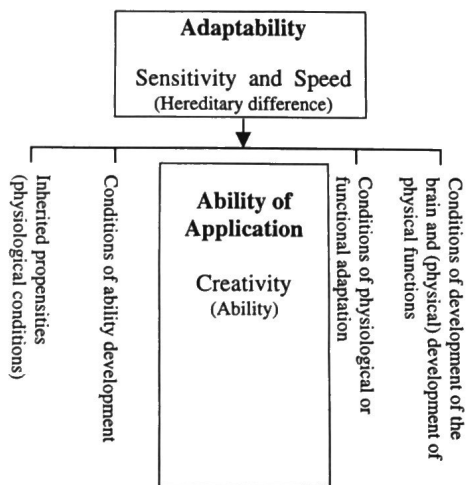 Adaptability
Sensitivity and Speed
(Hereditary difference)
Inherited propensities
(physiological conditions)
Conditions of ability development
Ability of
Application
Creativity
(Ability)
Conditions of physiological or
functional adaptation
Conditions of development of the
brain and (physical) development of
physical functions